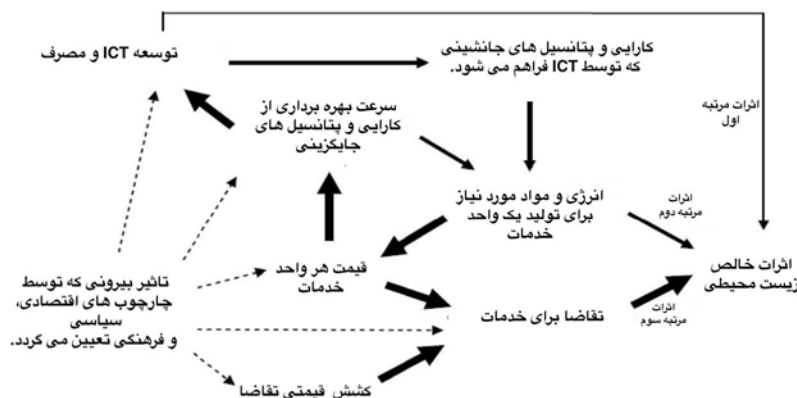 توسعه ICT و مصرف
کارایی و پتانسیل های جانشینی
که توسط ICT فراهم می شود.
سرعت بهره برداری از
کارایی و پتانسیل های
جایگزینی
اثرات مرتبه
اول
انرژی و مواد مورد نیاز
برای تولید یک واحد
خدمات
اثرات
مرتبه دوم
اثرات خالص
زیست محیطی
قیمت هر واحد
خدمات
تاثیر بیرونی که توسط
چارچوب های اقتصادی،
سیاسی
و فرهنگی تعیین می گردد.
تقاضا برای خدمات
اثرات
مرتبه سوم
کشش قیمتی تقاضا